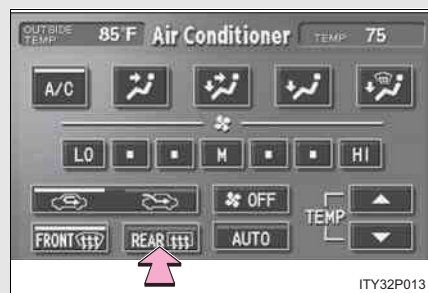 OUTSIDE TEMP 85°F Air Conditioner TEMP 75
A/C
LO M HI
OFF
TEMP
FRONT REAR AUTO
ITY32P013